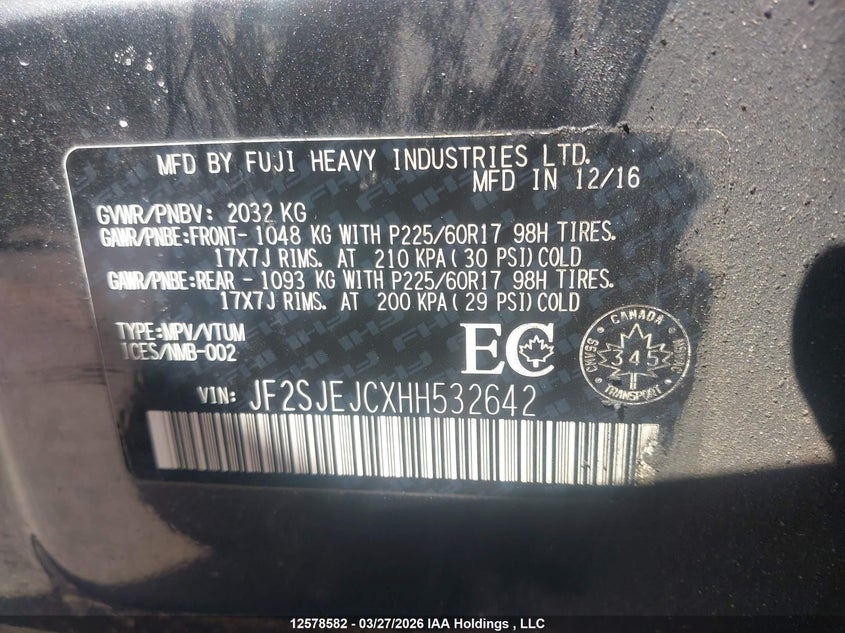 MFD BY FUJI HEAVY INDUSTRIES LTD.
MFD IN 12/16
GVWR/PNBV: 2032 KG
GAWR/PNBE:FRONT- 1048 KG WITH P225/60R17 98H TIRES.
17X7J RIMS. AT 210 KPA( 30 PSI)COLD
GAWR/PNBE:REAR - 1093 KG WITH P225/60R17 98H TIRES.
17X7J RIMS. AT 200 KPA( 29 PSI)COLD
TYPE:MPV/VTUM
ICES/NMB-002
EC
CANADA
CMVSS
345
NSVAC
TRANSPORT
VIN: JF2SJEJCXHH532642
12578582 - 03/27/2026 IAA Holdings , LLC